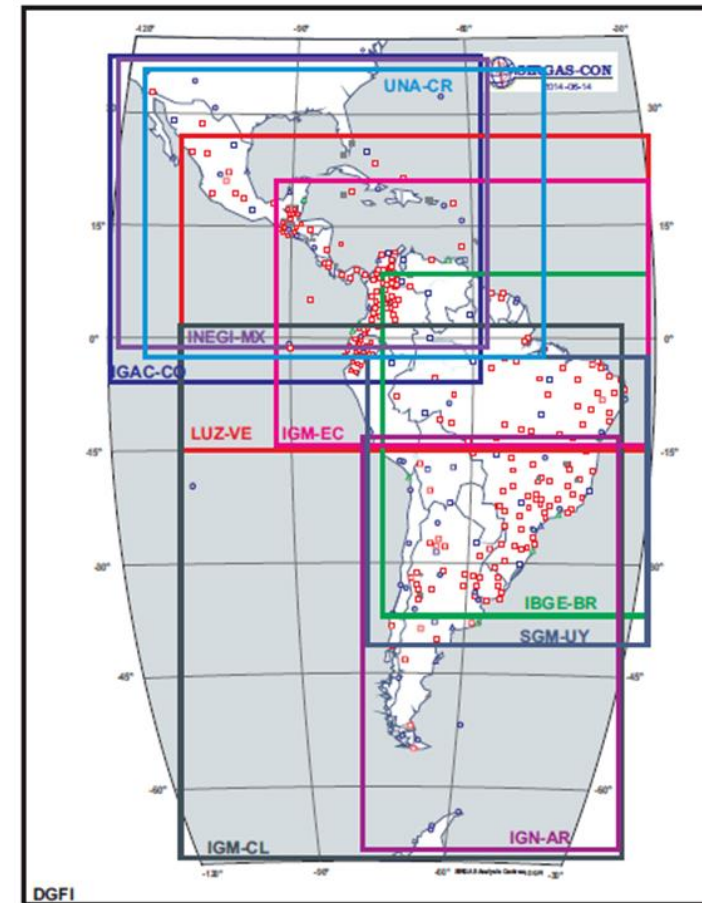 -120° -90° -60° -30°
SIRGAS-CON
2014-06-14
UNA-CR
30° 30°
15° 15°
0° 0°
INEGI-MX
IGAC-CO
LUZ-VE IGM-EC
-15° -15°
-30° -30°
IBGE-BR
SGM-UY
-45° -45°
-60° -60°
IGN-AR
IGM-CL
-120° -90° -60° -30°
DGFI